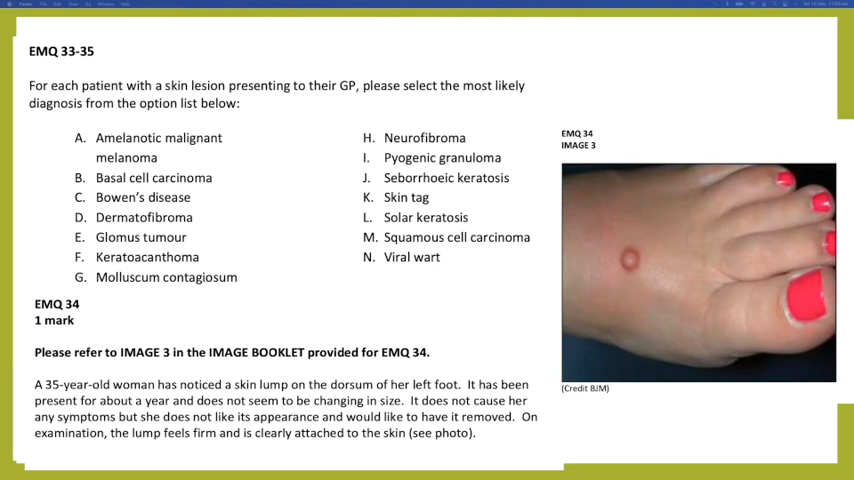 EMQ 33-35
For each patient with a skin lesion presenting to their GP, please select the most likely
diagnosis from the option list below:
A. Amelanotic malignant
melanoma
B. Basal cell carcinoma
C. Bowen's disease
D. Dermatofibroma
E. Glomus tumour
F. Keratoacanthoma
G. Molluscum contagiosum
H. Neurofibroma
I. Pyogenic granuloma
J. Seborrhoeic keratosis
K. Skin tag
L. Solar keratosis
M. Squamous cell carcinoma
N. Viral wart
EMQ 34
1 mark
Please refer to IMAGE 3 in the IMAGE BOOKLET provided for EMQ 34.
A 35-year-old woman has noticed a skin lump on the dorsum of her left foot. It has been
present for about a year and does not seem to be changing in size. It does not cause her
any symptoms but she does not like its appearance and would like to have it removed. On
examination, the lump feels firm and is clearly attached to the skin (see photo).
EMQ 34
IMAGE 3
(Credit BJM)